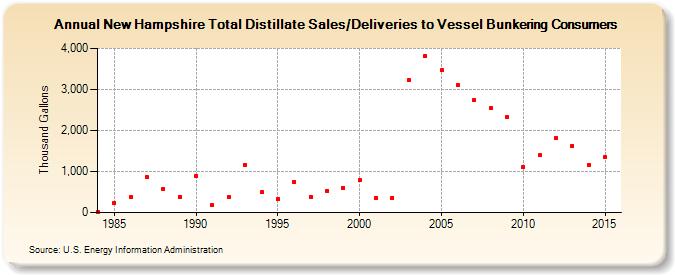 Annual New Hampshire Total Distillate Sales/Deliveries to Vessel Bunkering Consumers
Thousand Gallons
4,000
3,000
2,000
1,000
0
1985 1990 1995 2000 2005 2010 2015
Source: U.S. Energy Information Administration